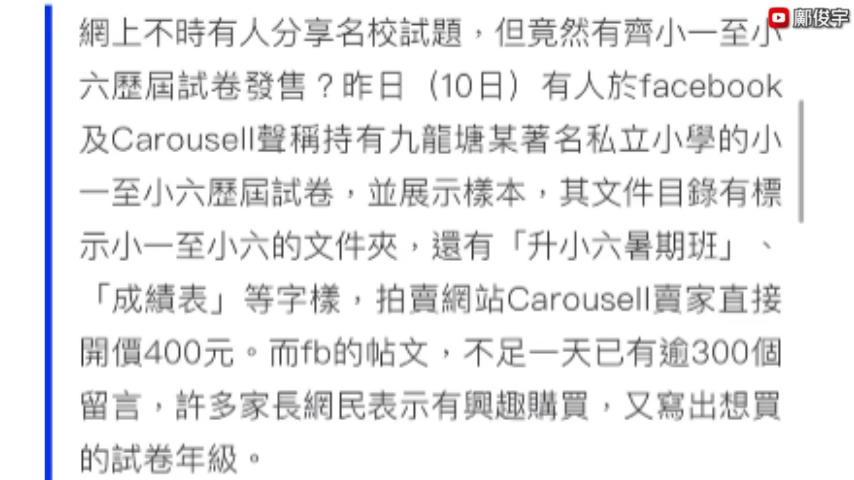 鄺俊宇
網上不時有人分享名校試題，但竟然有齊小一至小
六歷屆試卷發售？昨日（10日）有人於facebook
及Carousell聲稱持有九龍塘某著名私立小學的小
一至小六歷屆試卷，並展示樣本，其文件目錄有標
示小一至小六的文件夾，還有「升小六暑期班」、
「成績表」等字樣，拍賣網站Carousell賣家直接
開價400元。而fb的帖文，不足一天已有逾300個
留言，許多家長網民表示有興趣購買，又寫出想買
的試卷年級。